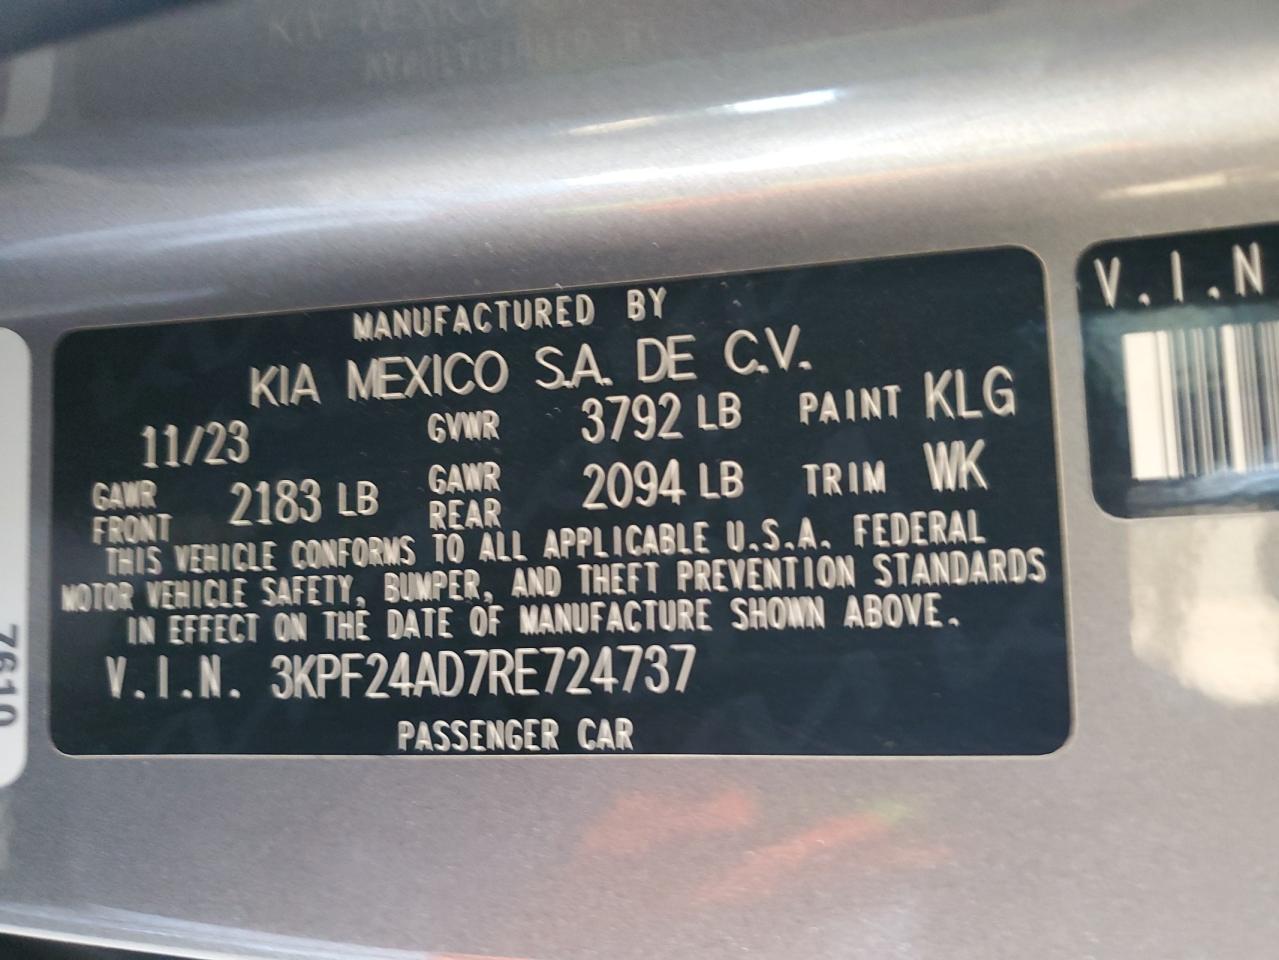 MANUFACTURED BY
KIA MEXICO S.A. DE C.V.
11/23 GVWR 3792 LB PAINT KLG
GAWR FRONT 2183 LB GAWR REAR 2094 LB TRIM WK
THIS VEHICLE CONFORMS TO ALL APPLICABLE U.S.A. FEDERAL
MOTOR VEHICLE SAFETY, BUMPER, AND THEFT PREVENTION STANDARDS
IN EFFECT ON THE DATE OF MANUFACTURE SHOWN ABOVE.
V.I.N. 3KPF24AD7RE724737
PASSENGER CAR
V.I.N
7610